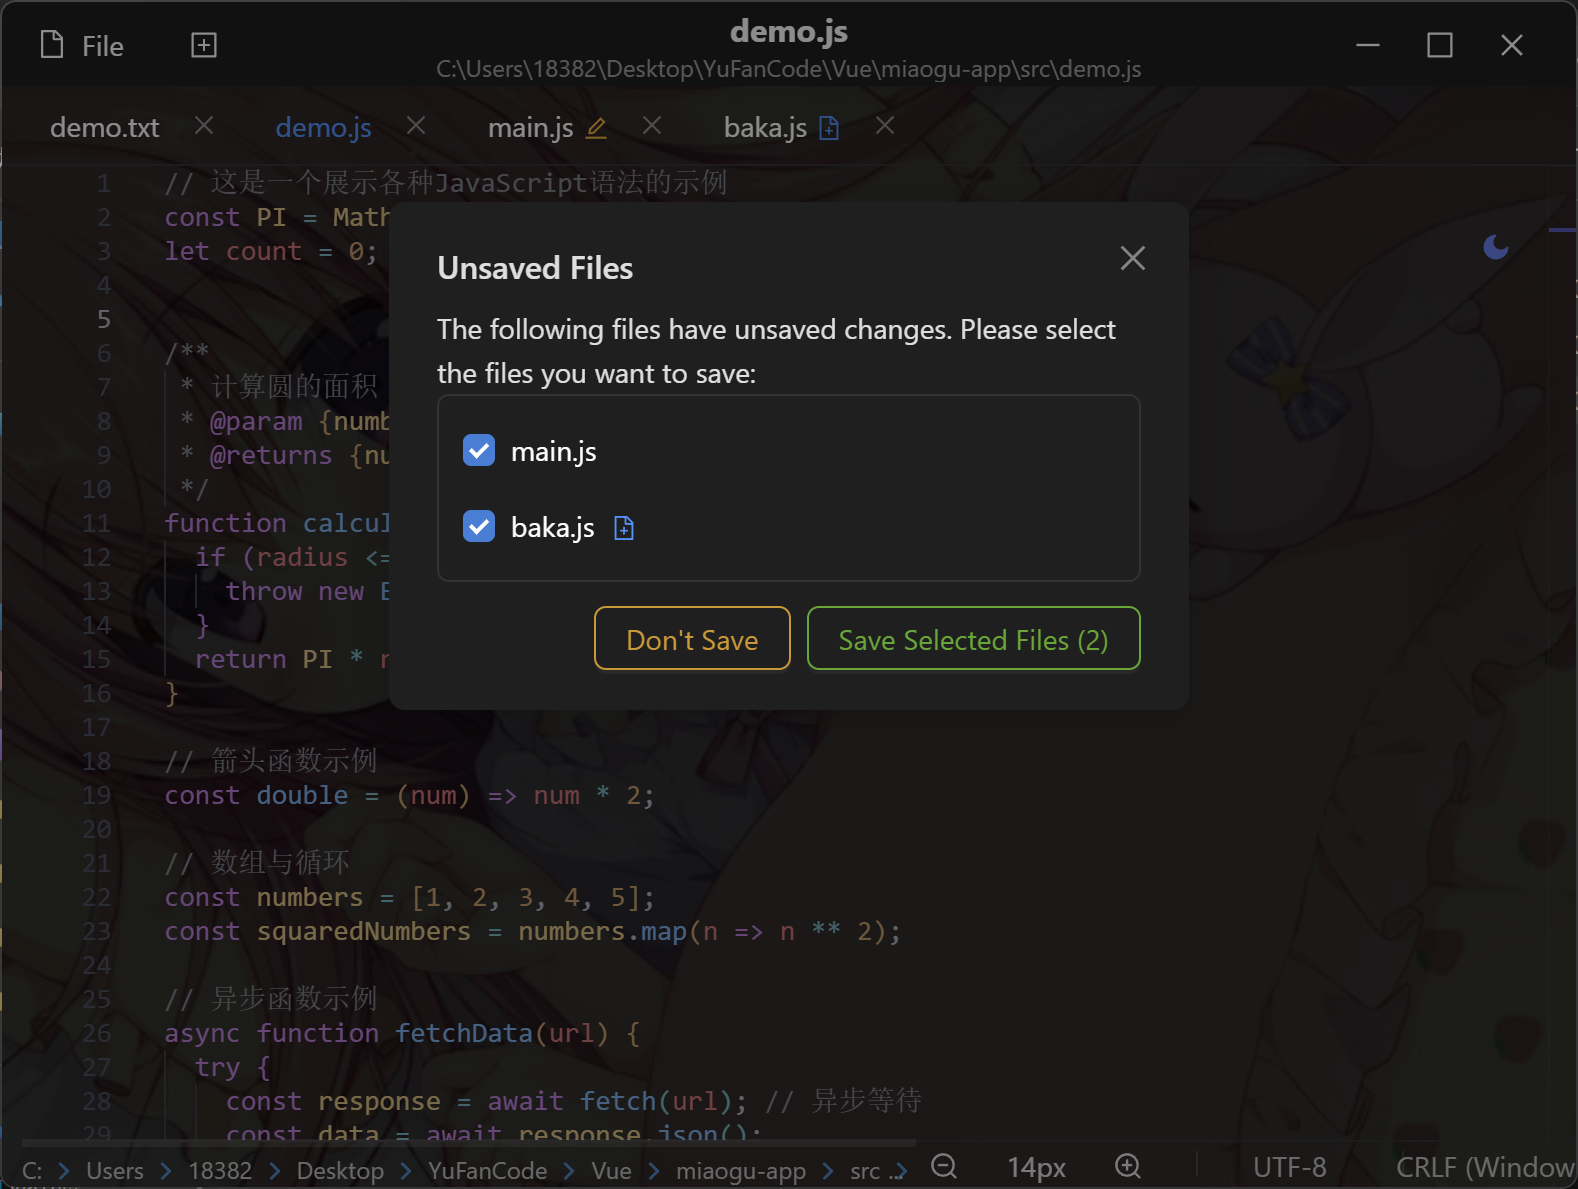 File
demo.js
C:\Users\18382\Desktop\YuFanCode\Vue\miaogu-app\src\demo.js
demo.txt
demo.js
main.js
baka.js
1 // 这是一个展示各种JavaScript语法的示例
2 const PI = Math
3 let count = 0;
4
5
6 /**
7 * 计算圆的面积
8 * @param {numb
9 * @returns {nu
10 */
11 function calcul
12 if (radius <=
13 throw new E
14 }
15 return PI * r
16 }
17
18 // 箭头函数示例
19 const double = (num) => num * 2;
20
21 // 数组与循环
22 const numbers = [1, 2, 3, 4, 5];
23 const squaredNumbers = numbers.map(n => n ** 2);
24
25 // 异步函数示例
26 async function fetchData(url) {
27 try {
28 const response = await fetch(url); // 异步等待
29 const data = await response.json();
Unsaved Files
The following files have unsaved changes. Please select
the files you want to save:
main.js
baka.js
Don't Save
Save Selected Files (2)
C: > Users > 18382 > Desktop > YuFanCode > Vue > miaogu-app > src ..>
14px
UTF-8
CRLF (Window